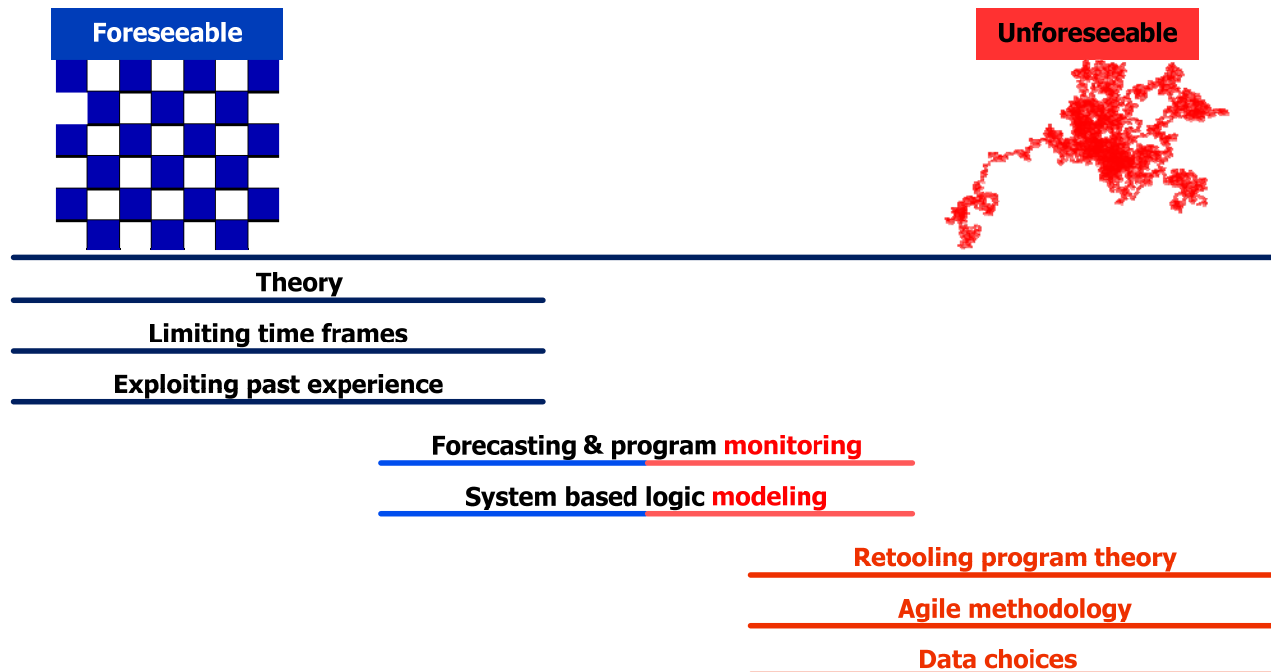 Foreseeable
Unforeseeable
Theory
Limiting time frames
Exploiting past experience
Forecasting & program monitoring
System based logic modeling
Retooling program theory
Agile methodology
Data choices